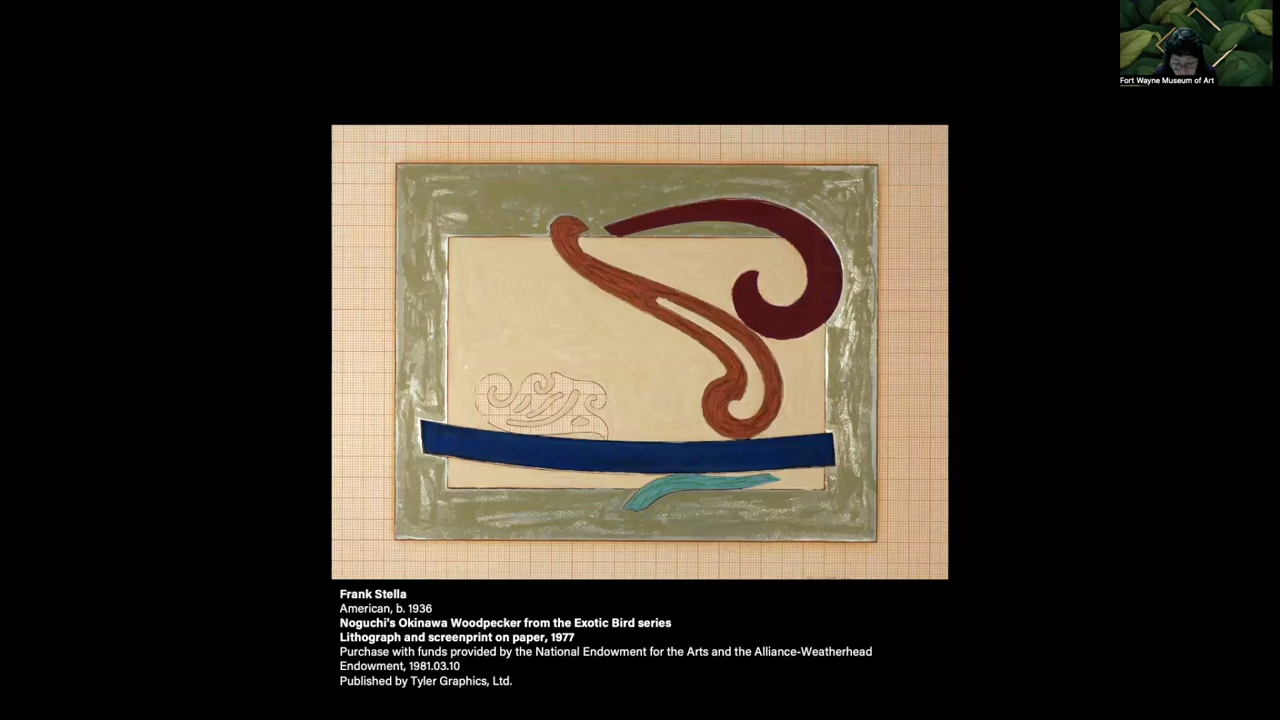 Fort Wayne Museum of Art
Frank Stella
American, b. 1936
Noguchi's Okinawa Woodpecker from the Exotic Bird series
Lithograph and screenprint on paper, 1977
Purchase with funds provided by the National Endowment for the Arts and the Alliance-Weatherhead
Endowment, 1981.03.10
Published by Tyler Graphics, Ltd.